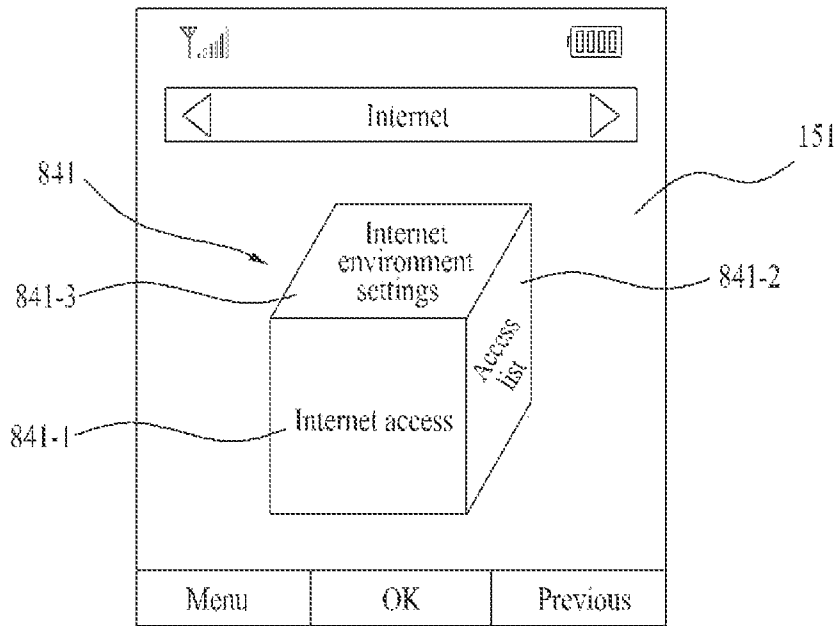 Internet
151
841
Internet
environment
settings
841-2
841-3
Access
list
Internet access
841-1
Menu OK Previous